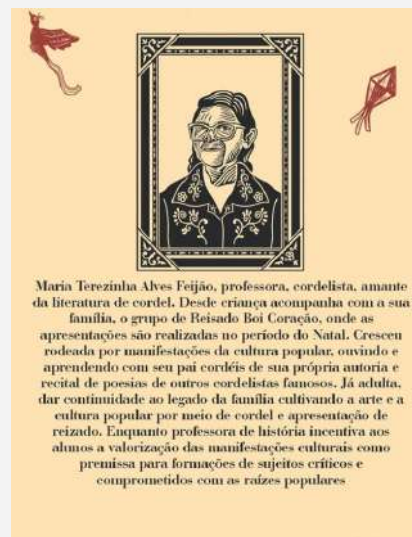 Maria Terezinha Alves Feijão, professora, cordelista, amante
da literatura de cordel. Desde criança acompanha com a sua
família, o grupo de Reisado Boi Coração, onde as
apresentações são realizadas no período do Natal. Cresceu
rodeada por manifestações da cultura popular, ouvindo e
aprendendo com seu pai cordéis de sua própria autoria e
recital de poesias de outros cordelistas famosos. Já adulta,
dar continuidade ao legado da família cultivando a arte e a
cultura popular por meio de cordel e apresentação de
reizado. Enquanto professora de história incentiva aos
alunos a valorização das manifestações culturais como
premissa para formações de sujeitos críticos e
comprometidos com as raízes populares